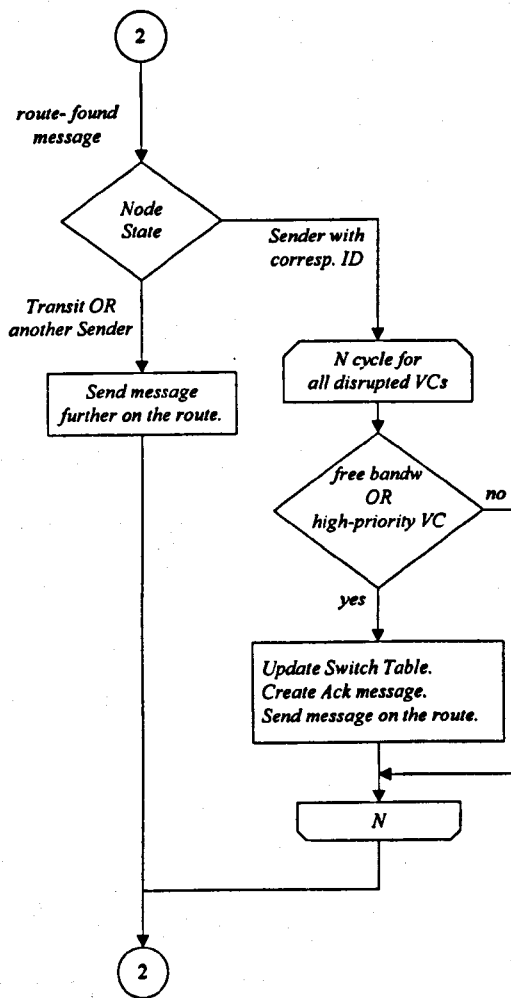 2
route- found
message
Node
State
Sender with
corresp. ID
Transit OR
another Sender
Send message
further on the route.
N cycle for
all disrupted VCs
free bandw
OR
high-priority VC
no
yes
Update Switch Table.
Create Ack message.
Send message on the route.
N
2